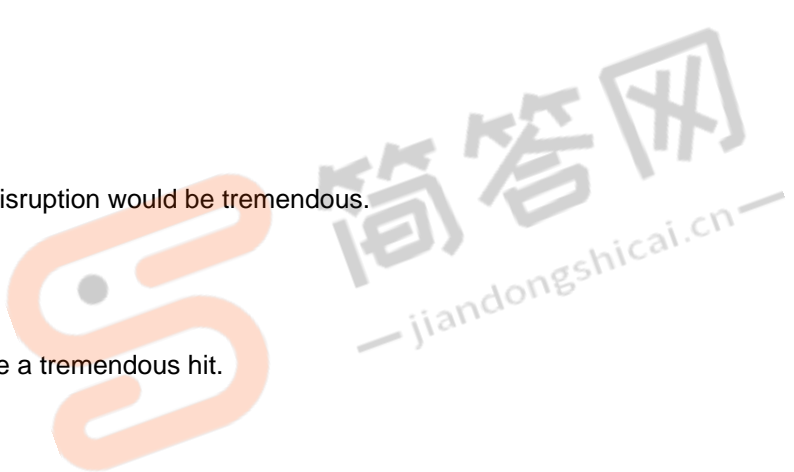 简答网
isruption would be tremendous.
jiandongshicai.cn
e a tremendous hit.